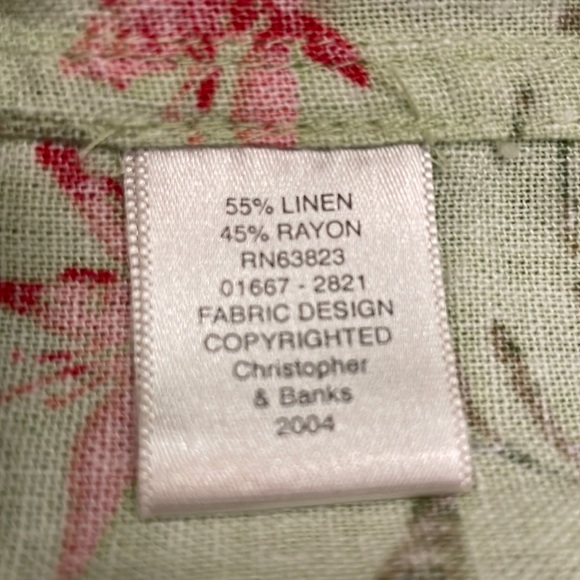 55% LINEN
45% RAYON
RN63823
01667 - 2821
FABRIC DESIGN
COPYRIGHTED
Christopher
& Banks
2004